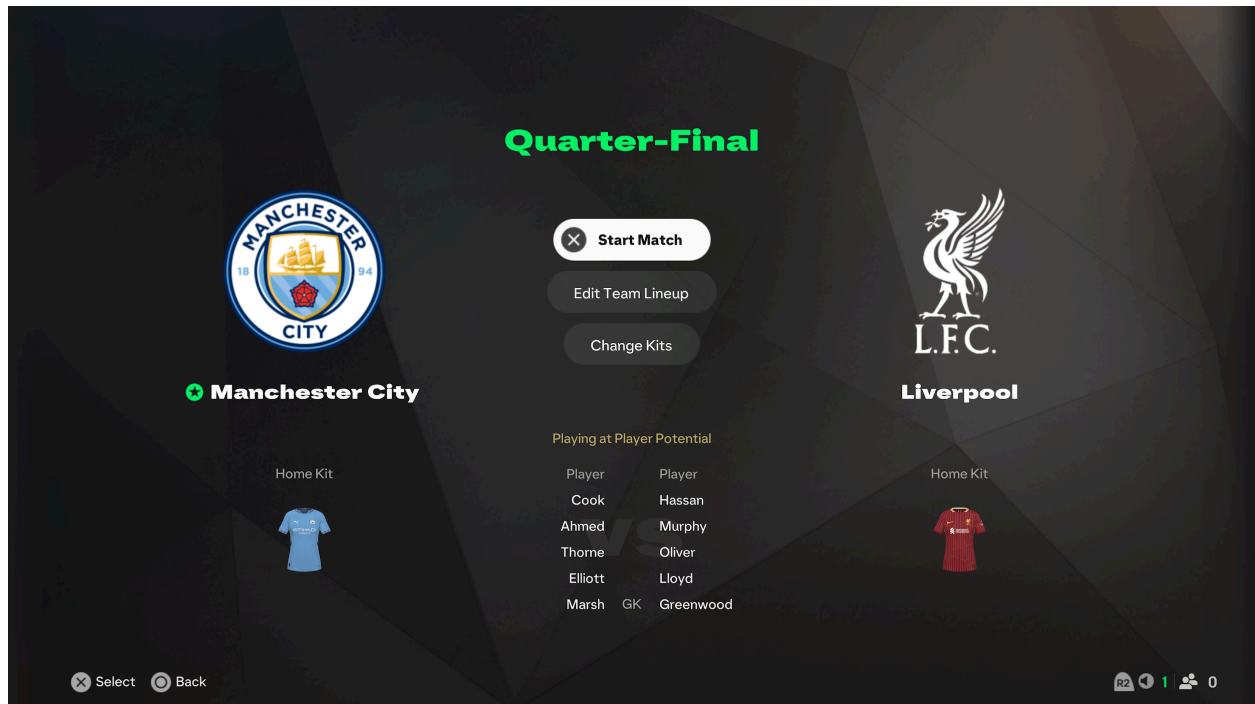 Quarter-Final
MANCHESTER
18 94
CITY
L.F.C.
Start Match
Edit Team Lineup
Change Kits
Manchester City
Liverpool
Playing at Player Potential
Home Kit
Player Player
Home Kit
Cook Hassan
Ahmed Murphy
VS
Thorne Oliver
Elliott Lloyd
Marsh GK Greenwood
Select Back
R2 1 0